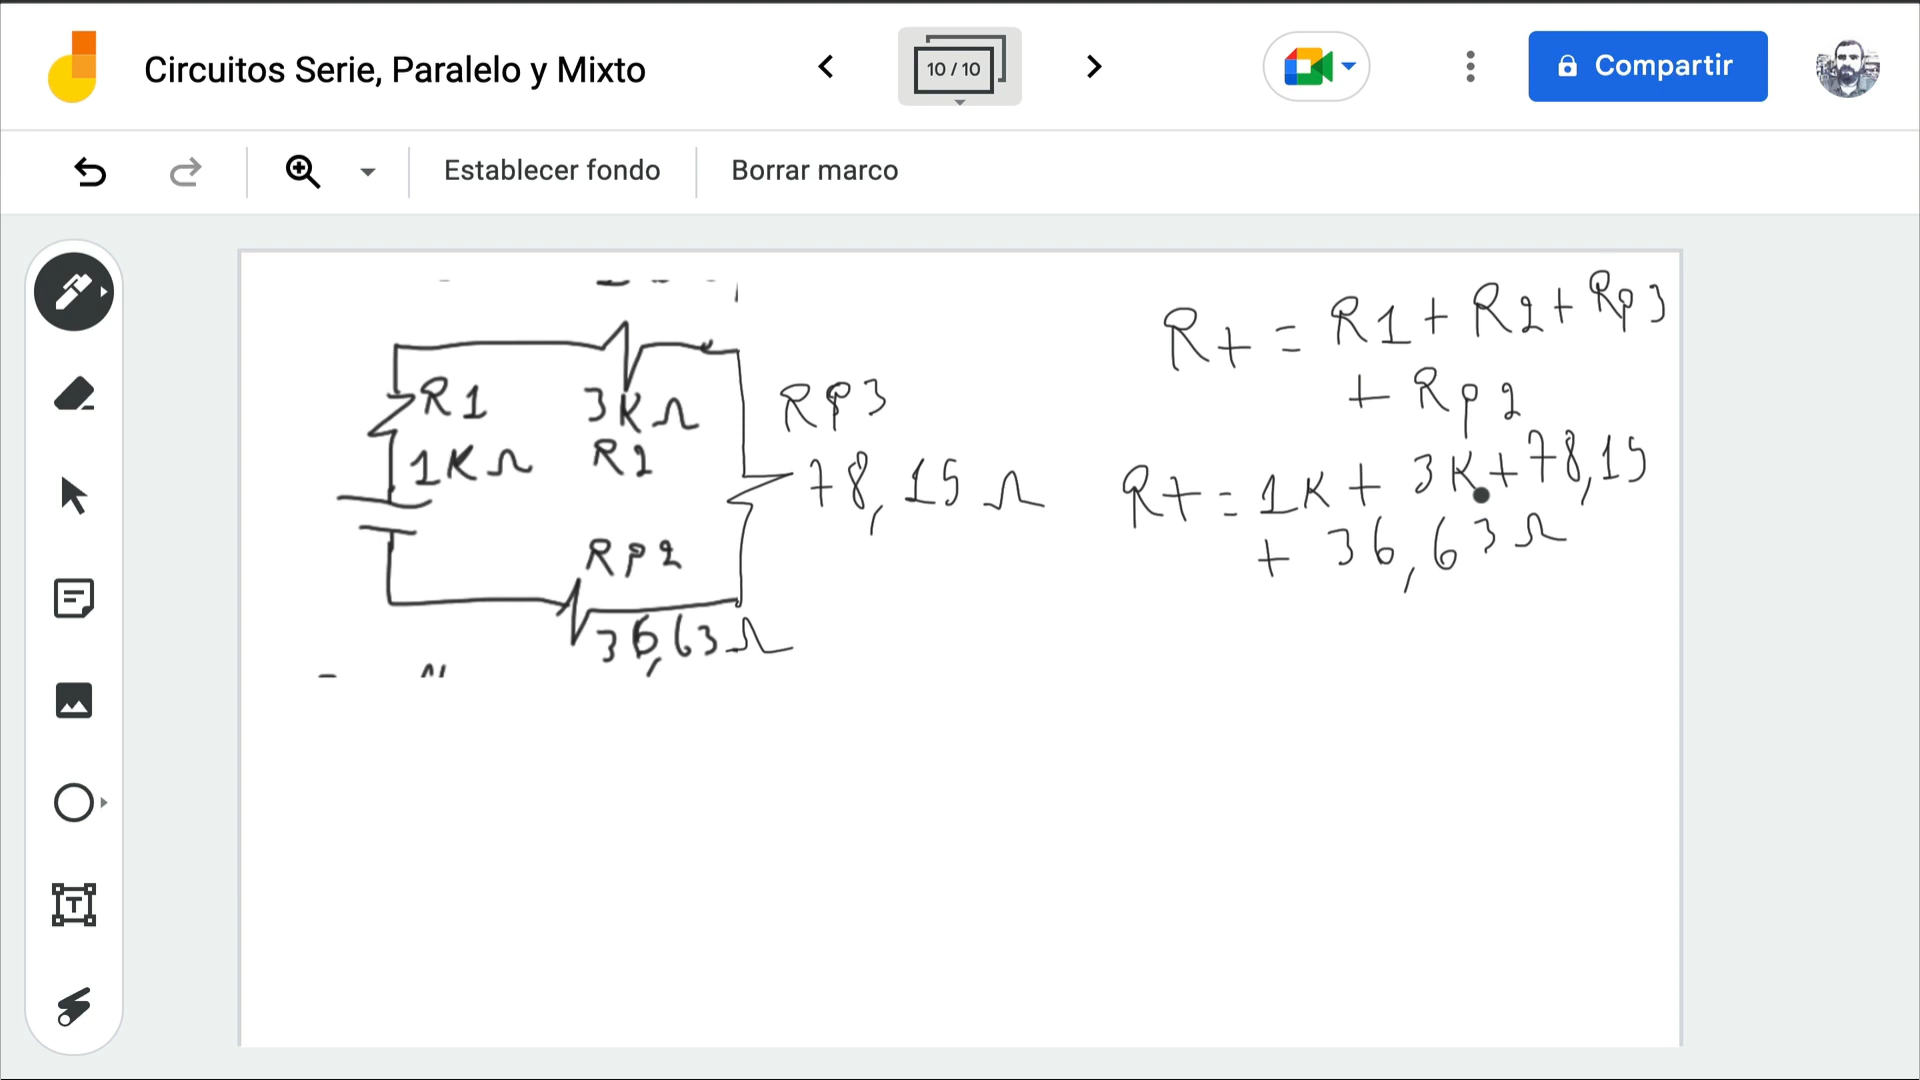 Circuitos Serie, Paralelo y Mixto
10 / 10
Compartir
Establecer fondo
Borrar marco
R1
1KΩ
3KΩ
R2
RP3
78,15 Ω
RP2
36,63Ω
Rt = R1 + R2 + Rp3
+ Rp2
Rt = 1K + 3K + 78,15
+ 36,63Ω